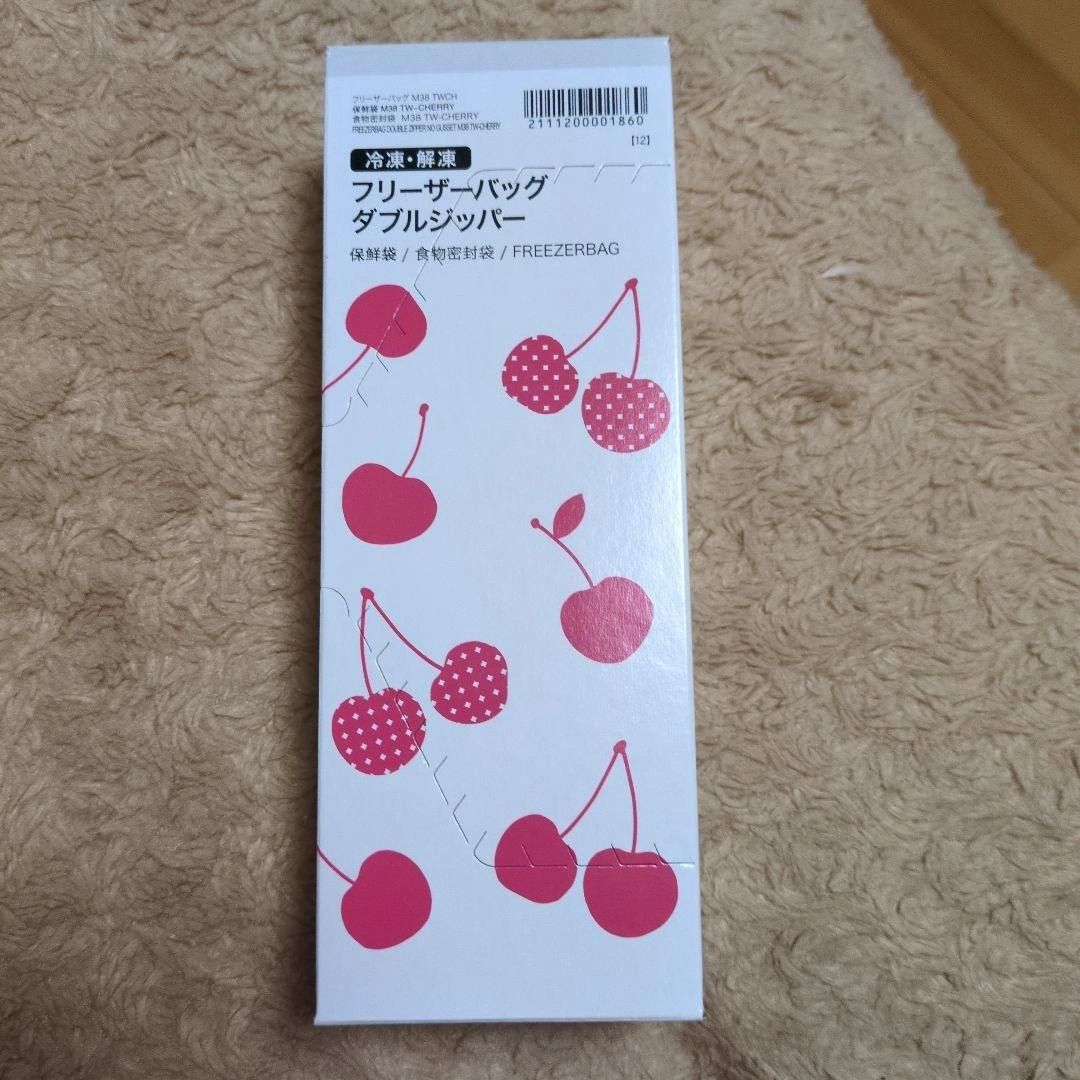 フリーザーバッグ M38 TWCH
保鮮袋 M38 TW-CHERRY
食物密封袋 M38 TW-CHERRY
FREEZERBAG DOUBLE ZIPPER NO GUSSET M38 TW-CHERRY
2111200001860
【12】
冷凍・解凍
フリーザーバッグ
ダブルジッパー
保鮮袋 / 食物密封袋 / FREEZERBAG